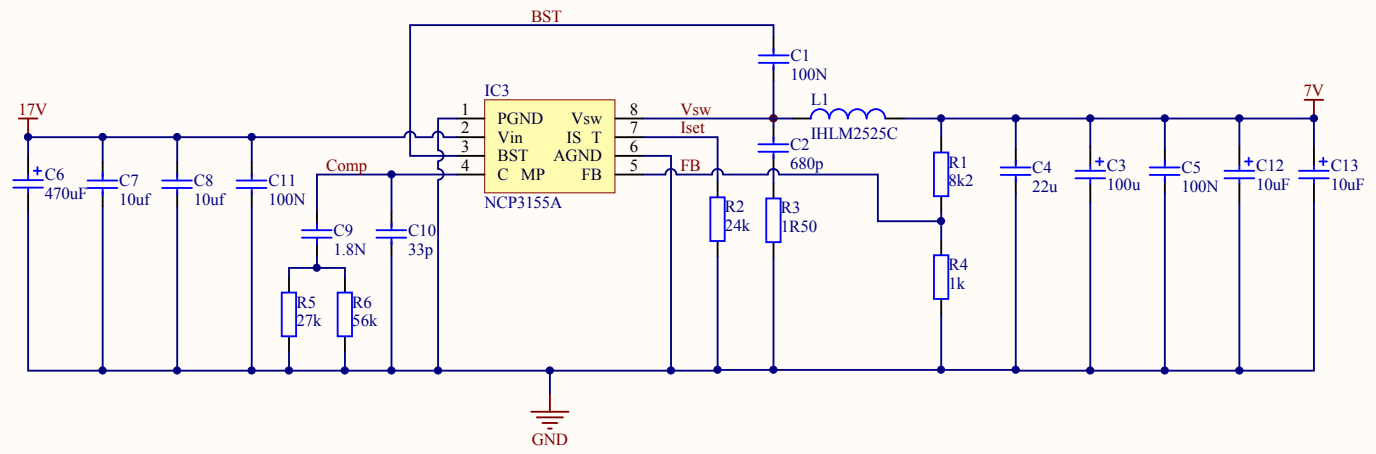 BST
C1
100N
IC3
17V
7V
1
PGND
Vsw
8
Vsw
L1
2
Vin
IS T
7
Iset
IHLM2525C
3
BST
AGND
6
C2
680p
4
C MP
FB
5
FB
Comp
NCP3155A
C6
470uF
C7
10uf
C8
10uf
C11
100N
R1
8k2
C4
22u
C3
100u
C5
100N
C12
10uF
C13
10uF
R2
24k
R3
1R50
C9
1.8N
C10
33p
R4
1k
R5
27k
R6
56k
GND